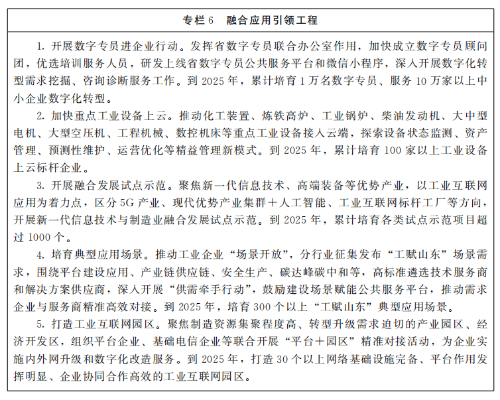 专栏 6 融合应用引领工程
1. 开展数字专员进企业行动。发挥省数字专员联合办公室作用，加快成立数字专员顾问
团，优选培训服务人员，研发上线省数字专员公共服务平台和微信小程序，深入开展数字化转
型需求挖掘、咨询诊断服务工作。到 2025 年，累计培育 1 万名数字专员、服务 10 万家以上中
小企业数字化转型。
2. 加快重点工业设备上云。推动化工装置、炼铁高炉、工业锅炉、柴油发动机、大中型
电机、大型空压机、工程机械、数控机床等重点工业设备接入云端，探索设备状态监测、资产
管理、预测性维护、运营优化等精益管理新模式。到 2025 年，累计培育 100 家以上工业设备
上云标杆企业。
3. 开展融合发展试点示范。聚焦新一代信息技术、高端装备等优势产业，以工业互联网
应用为着力点，区分 5G 产业、现代优势产业集群＋人工智能、工业互联网标杆工厂等方向，
开展新一代信息技术与制造业融合发展试点示范。到 2025 年，累计培育各类试点示范项目超
过 1000 个。
4. 培育典型应用场景。推动工业企业“场景开放”，分行业征集发布“工赋山东”场景需
求，围绕平台建设应用、产业链供应链、安全生产、碳达峰碳中和等，高标准遴选技术服务商
和解决方案供应商，深入开展“供需牵手行动”，鼓励建设场景赋能公共服务平台，推动需求
企业与服务商精准高效对接。到 2025 年，培育 300 个以上“工赋山东”典型应用场景。
5. 打造工业互联网园区。聚焦制造资源集聚程度高、转型升级需求迫切的产业园区、经
济开发区，组织平台企业、基础电信企业等联合开展“平台＋园区”精准对接活动，为企业实
施内外网升级和数字化改造服务。到 2025 年，打造 30 个以上网络基础设施完备、平台作用发
挥明显、企业协同合作高效的工业互联网园区。